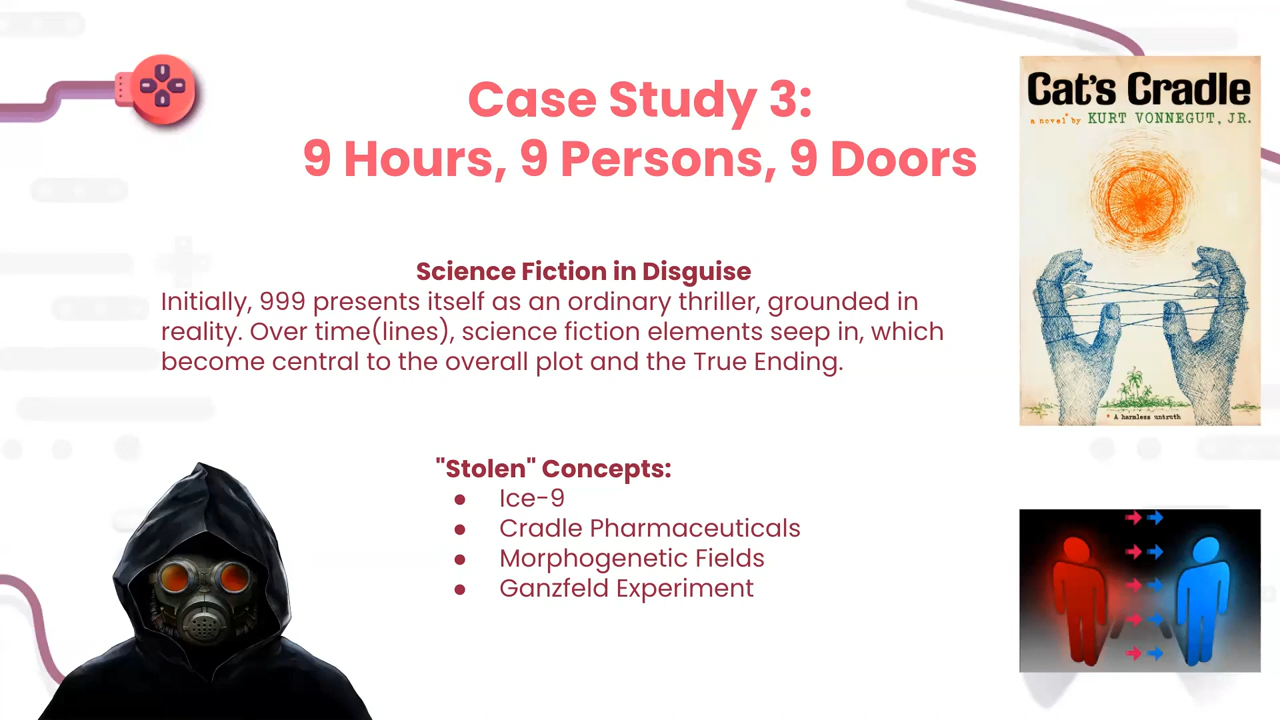 Case Study 3:
9 Hours, 9 Persons, 9 Doors
Cat's Cradle
a novel* by KURT VONNEGUT, JR.
* A harmless untruth
Science Fiction in Disguise
Initially, 999 presents itself as an ordinary thriller, grounded in
reality. Over time(lines), science fiction elements seep in, which
become central to the overall plot and the True Ending.
"Stolen" Concepts:
● Ice-9
● Cradle Pharmaceuticals
● Morphogenetic Fields
● Ganzfeld Experiment